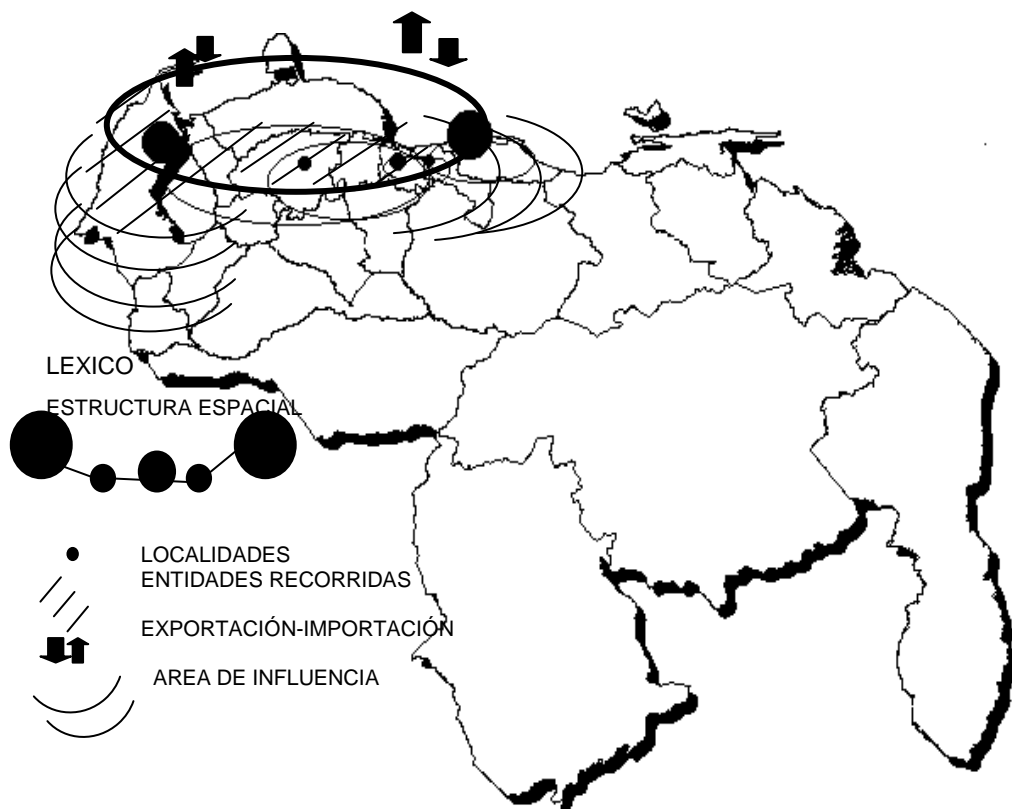 LEXICO
ESTRUCTURA ESPACIAL
LOCALIDADES
ENTIDADES RECORRIDAS
EXPORTACIÓN-IMPORTACIÓN
AREA DE INFLUENCIA